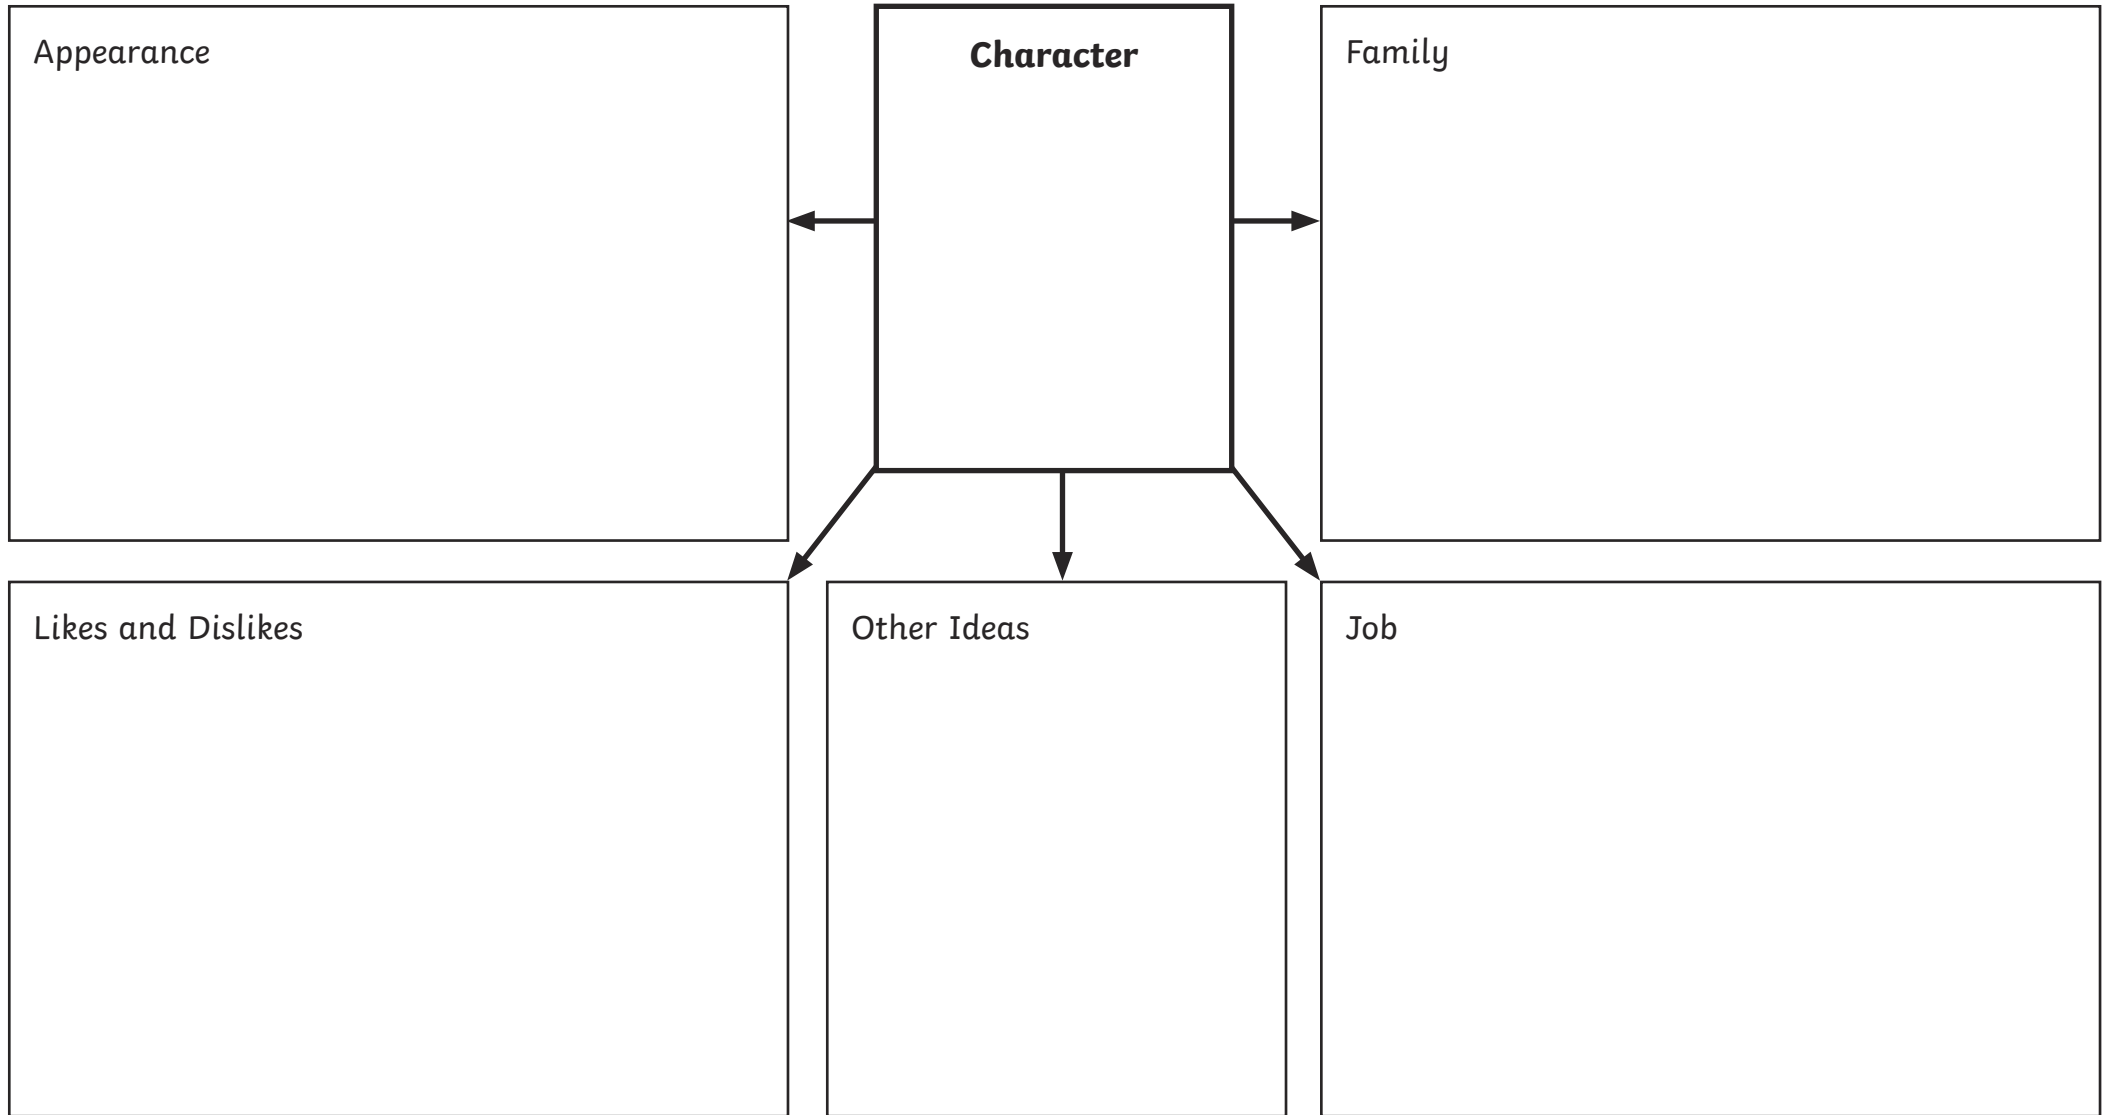 Appearance
Character
Family
Likes and Dislikes
Other Ideas
Job